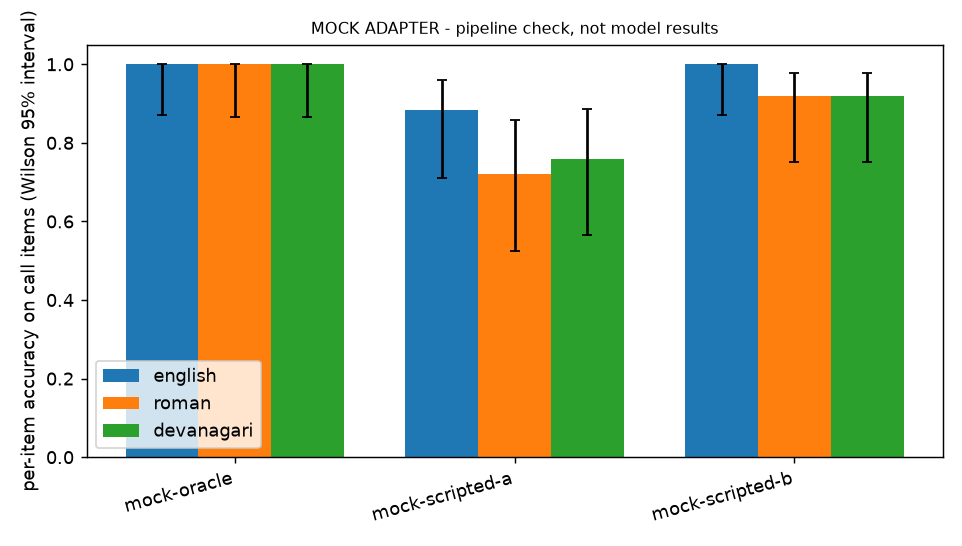 MOCK ADAPTER - pipeline check, not model results
per-item accuracy on call items (Wilson 95% interval)
1.0
0.8
0.6
0.4
0.2
0.0
english
roman
devanagari
mock-oracle
mock-scripted-a
mock-scripted-b